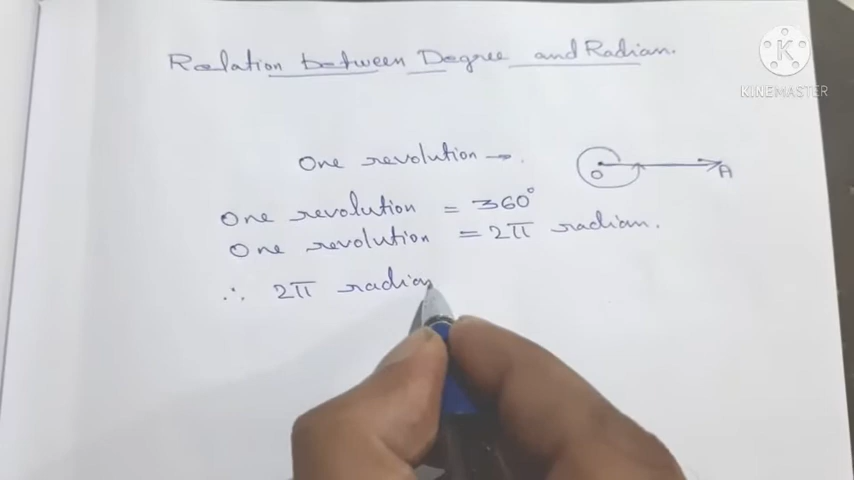 Relation between Degree and Radian.
K
KINEMASTER
One revolution →.
O A
One revolution = 360°
One revolution = 2π radian.
∴ 2π radian